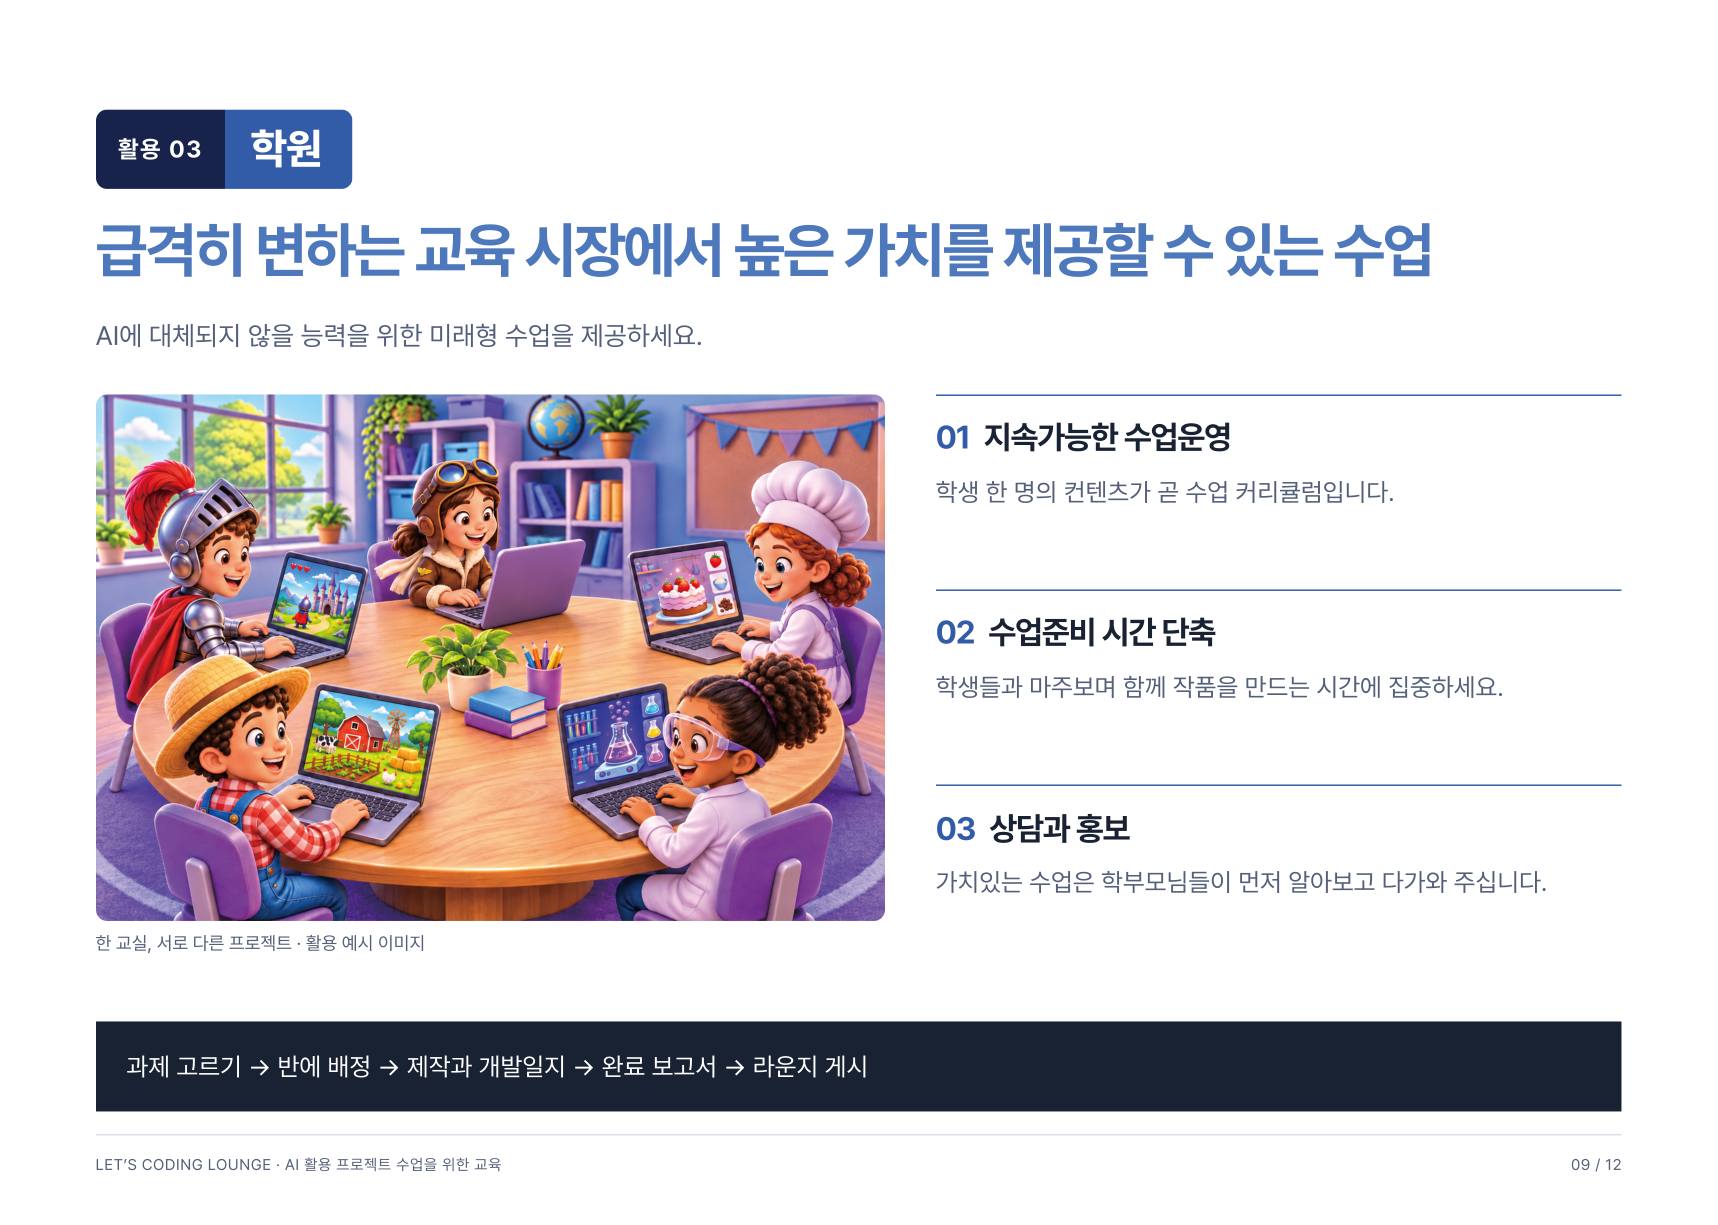 활용 03 학원
급격히 변하는 교육 시장에서 높은 가치를 제공할 수 있는 수업
AI에 대체되지 않을 능력을 위한 미래형 수업을 제공하세요.
01 지속가능한 수업운영
학생 한 명의 컨텐츠가 곧 수업 커리큘럼입니다.
02 수업준비 시간 단축
학생들과 마주보며 함께 작품을 만드는 시간에 집중하세요.
03 상담과 홍보
가치있는 수업은 학부모님들이 먼저 알아보고 다가와 주십니다.
한 교실, 서로 다른 프로젝트 · 활용 예시 이미지
과제 고르기 → 반에 배정 → 제작과 개발일지 → 완료 보고서 → 라운지 게시
LET'S CODING LOUNGE · AI 활용 프로젝트 수업을 위한 교육
09 / 12